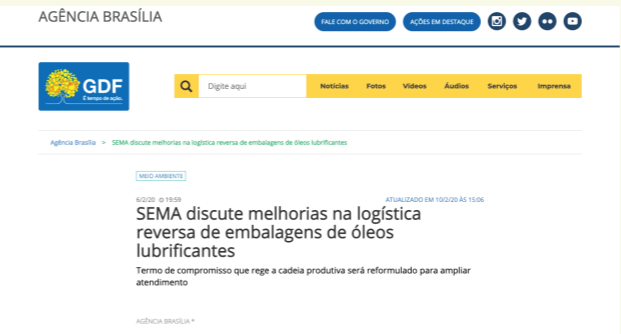 AGÊNCIA BRASÍLIA
FALE COM O GOVERNO
AÇÕES EM DESTAQUE
GDF
É tempo de ação.
Digite aqui
Notícias Fotos Vídeos Áudios Serviços Imprensa
Agência Brasília > SEMA discute melhorias na logística reversa de embalagens de óleos lubrificantes
MEIO AMBIENTE
6/2/20 19:59
ATUALIZADO EM 10/2/20 ÀS 15:06
SEMA discute melhorias na logística
reversa de embalagens de óleos
lubrificantes
Termo de compromisso que rege a cadeia produtiva será reformulado para ampliar
atendimento
AGÊNCIA BRASÍLIA *